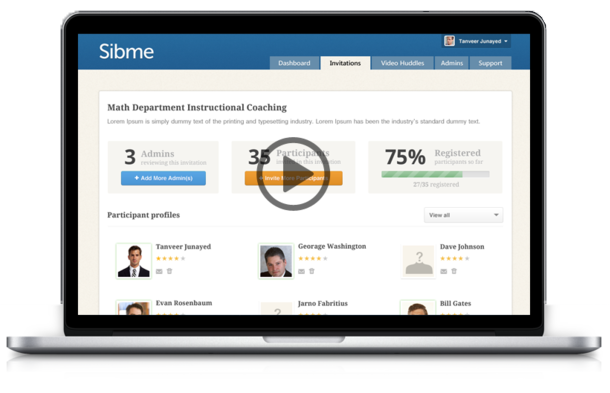 Sibme
Tanveer Junayed
Dashboard
Invitations
Video Huddles
Admins
Support
Math Department Instructional Coaching
Lorem Ipsum is simply dummy text of the printing and typesetting industry. Lorem Ipsum has been the industry's standard dummy text.
3 Admins
reviewing this invitation
+ Add More Admin(s)
35 Participants
in this invitation
+ Invite More Participants
75% Registered
participants so far
27/35 registered
Participant profiles
View all
Tanveer Junayed
Georage Washington
Dave Johnson
?
Evan Rosenbaum
Jarno Fabritius
Bill Gates
?